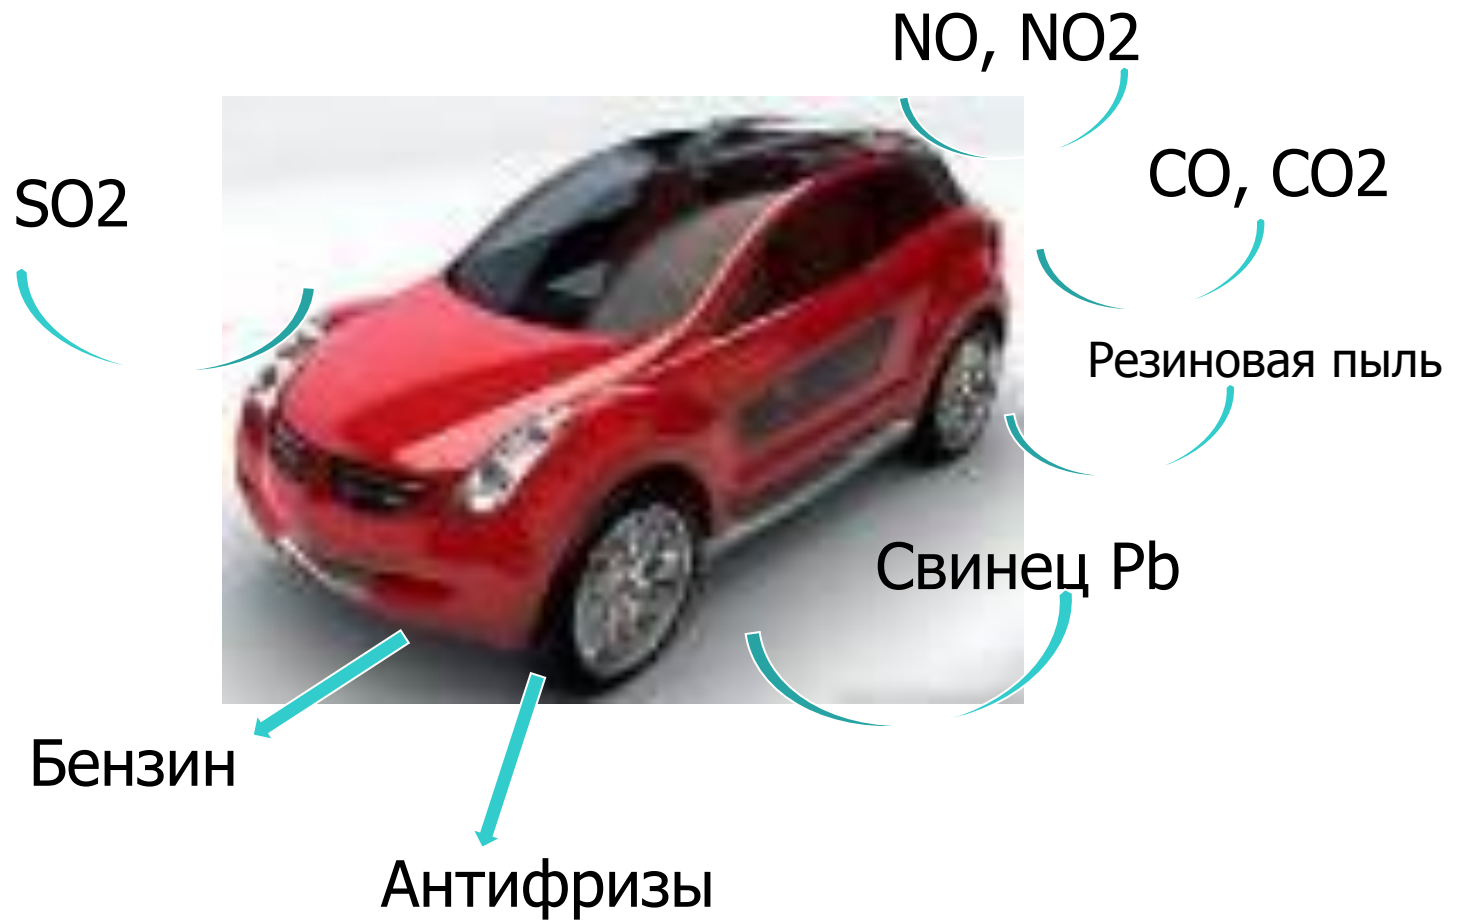 NO, NO2
CO, CO2
SO2
Резиновая пыль
Свинец Pb
Бензин
Антифризы